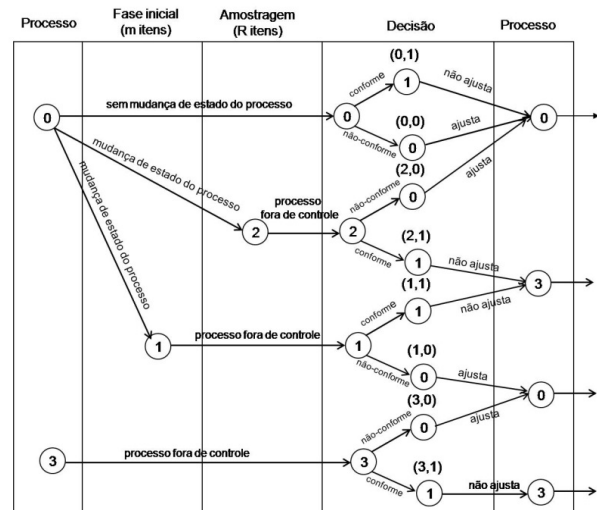 Processo
Fase inicial
(m itens)
Amostragem
(R itens)
Decisão
Processo
(0,1)
conforme
1
não ajusta
sem mudança de estado do processo
0
0
0
(0,0)
não-conforme
0
ajusta
mudança de estado do processo
mudança de estado do processo
(2,0)
não-conforme
0
ajusta
processo
fora de controle
2
2
(2,1)
conforme
1
não ajusta
3
(1,1)
conforme
1
não ajusta
1
processo fora de controle
1
(1,0)
não-conforme
0
ajusta
0
(3,0)
não-conforme
0
ajusta
3
processo fora de controle
3
(3,1)
conforme
1
não ajusta
3